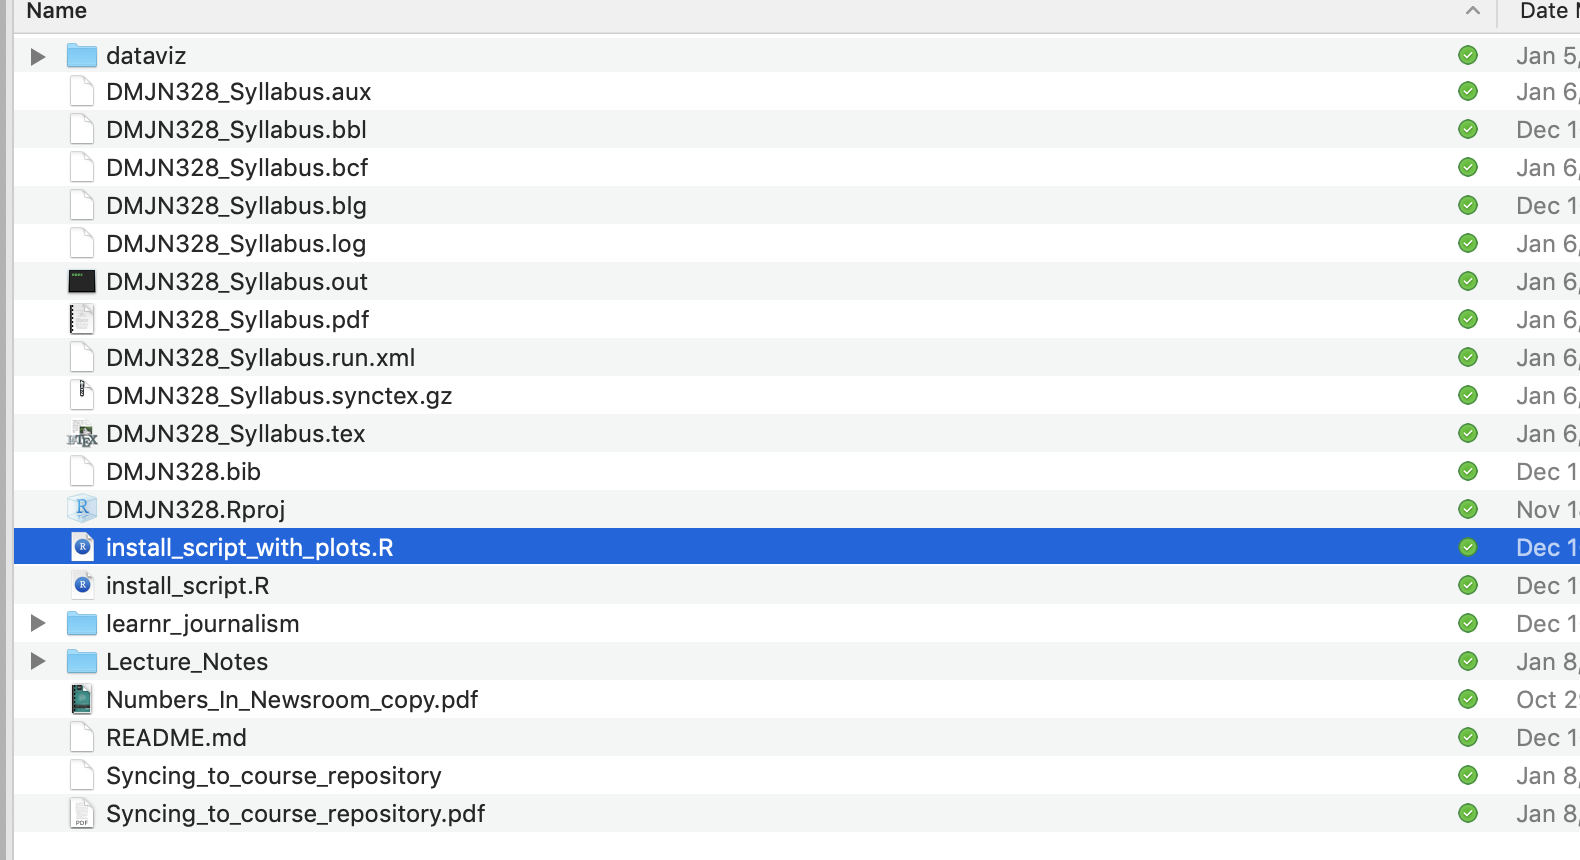 Name Date
dataviz Jan 5,
DMJN328_Syllabus.aux Jan 6,
DMJN328_Syllabus.bbl Dec 1
DMJN328_Syllabus.bcf Jan 6,
DMJN328_Syllabus.blg Dec 1
DMJN328_Syllabus.log Jan 6,
DMJN328_Syllabus.out Jan 6,
DMJN328_Syllabus.pdf Jan 6,
DMJN328_Syllabus.run.xml Jan 6,
DMJN328_Syllabus.synctex.gz Jan 6,
DMJN328_Syllabus.tex Jan 6,
DMJN328.bib Dec 1
DMJN328.Rproj Nov 1
install_script_with_plots.R Dec 1
install_script.R Dec 1
learnr_journalism Dec 1
Lecture_Notes Jan 8,
Numbers_In_Newsroom_copy.pdf Oct 2
README.md Dec 1
Syncing_to_course_repository Jan 8,
Syncing_to_course_repository.pdf Jan 8,